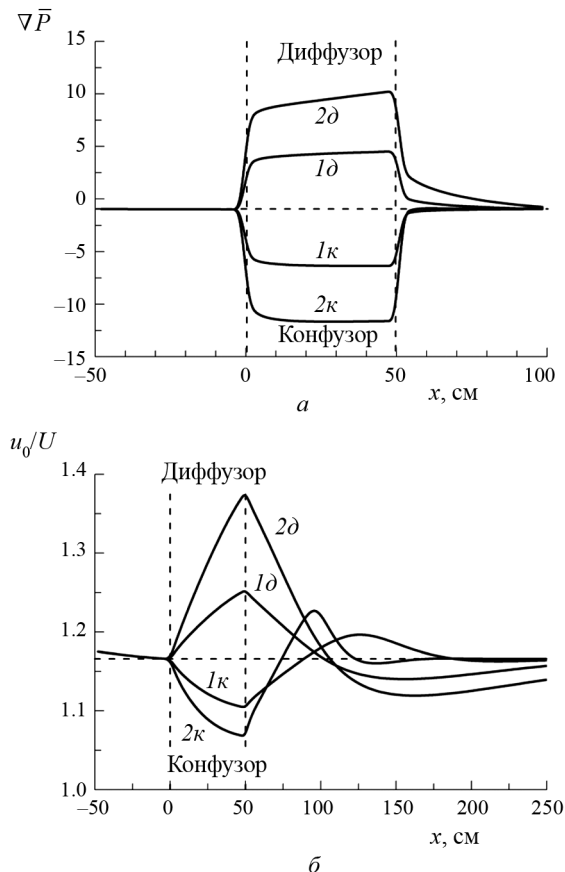 ∇P̅
15
Диффузор
10
2д
5
1д
0
−5
1к
−10
2к
Конфузор
−15
−50 0 50 100
x, см
а
u₀/U
1.4
Диффузор
2д
1.3
1д
1.2
1к
1.1
2к
Конфузор
1.0
−50 0 50 100 150 200 250
x, см
б